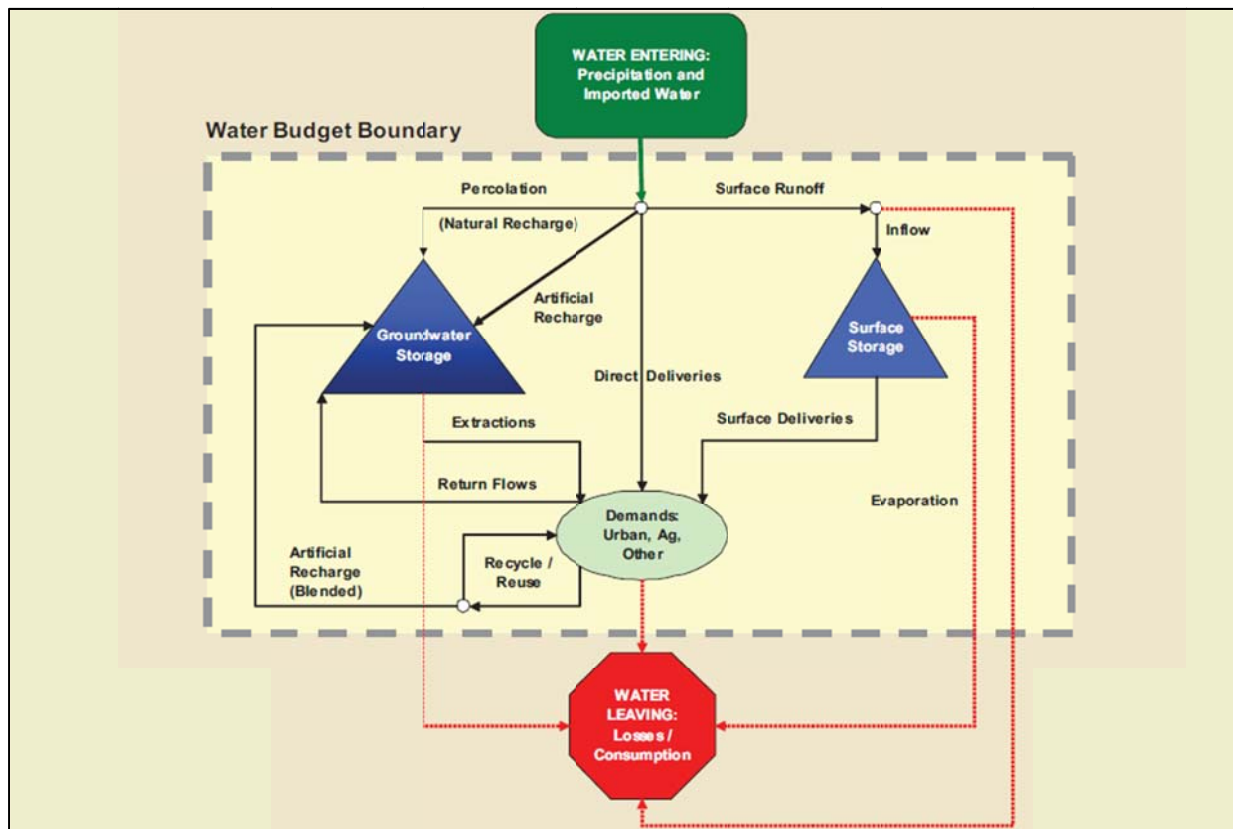 WATER ENTERING:
Precipitation and
Imported Water
Water Budget Boundary
Percolation
(Natural Recharge)
Surface Runoff
Inflow
Artificial
Recharge
Groundwater
Storage
Surface
Storage
Direct Deliveries
Extractions
Surface Deliveries
Return Flows
Evaporation
Demands:
Urban, Ag,
Other
Artificial
Recharge
(Blended)
Recycle /
Reuse
WATER
LEAVING:
Losses /
Consumption